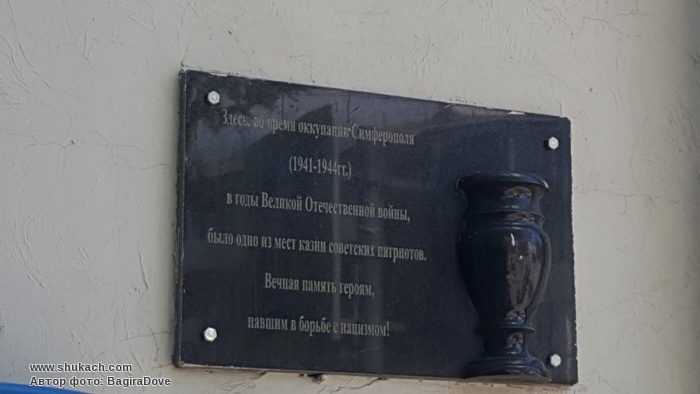 Здесь, во время оккупации Симферополя
(1941-1944гг.)
в годы Великой Отечественной войны,
было одно из мест казни советских патриотов.
Вечная память героям,
павшим в борьбе с нацизмом!
www.shukach.com
Автор фото: BagiraDove